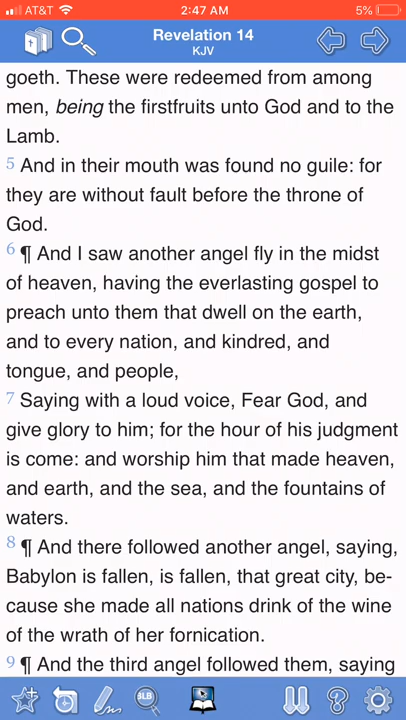 AT&T 2:47 AM 5%
Revelation 14
KJV
goeth. These were redeemed from among
men, being the firstfruits unto God and to the
Lamb.
5 And in their mouth was found no guile: for
they are without fault before the throne of
God.
6 ¶ And I saw another angel fly in the midst
of heaven, having the everlasting gospel to
preach unto them that dwell on the earth,
and to every nation, and kindred, and
tongue, and people,
7 Saying with a loud voice, Fear God, and
give glory to him; for the hour of his judgment
is come: and worship him that made heaven,
and earth, and the sea, and the fountains of
waters.
8 ¶ And there followed another angel, saying,
Babylon is fallen, is fallen, that great city, be-
cause she made all nations drink of the wine
of the wrath of her fornication.
9 ¶ And the third angel followed them, saying
BLB